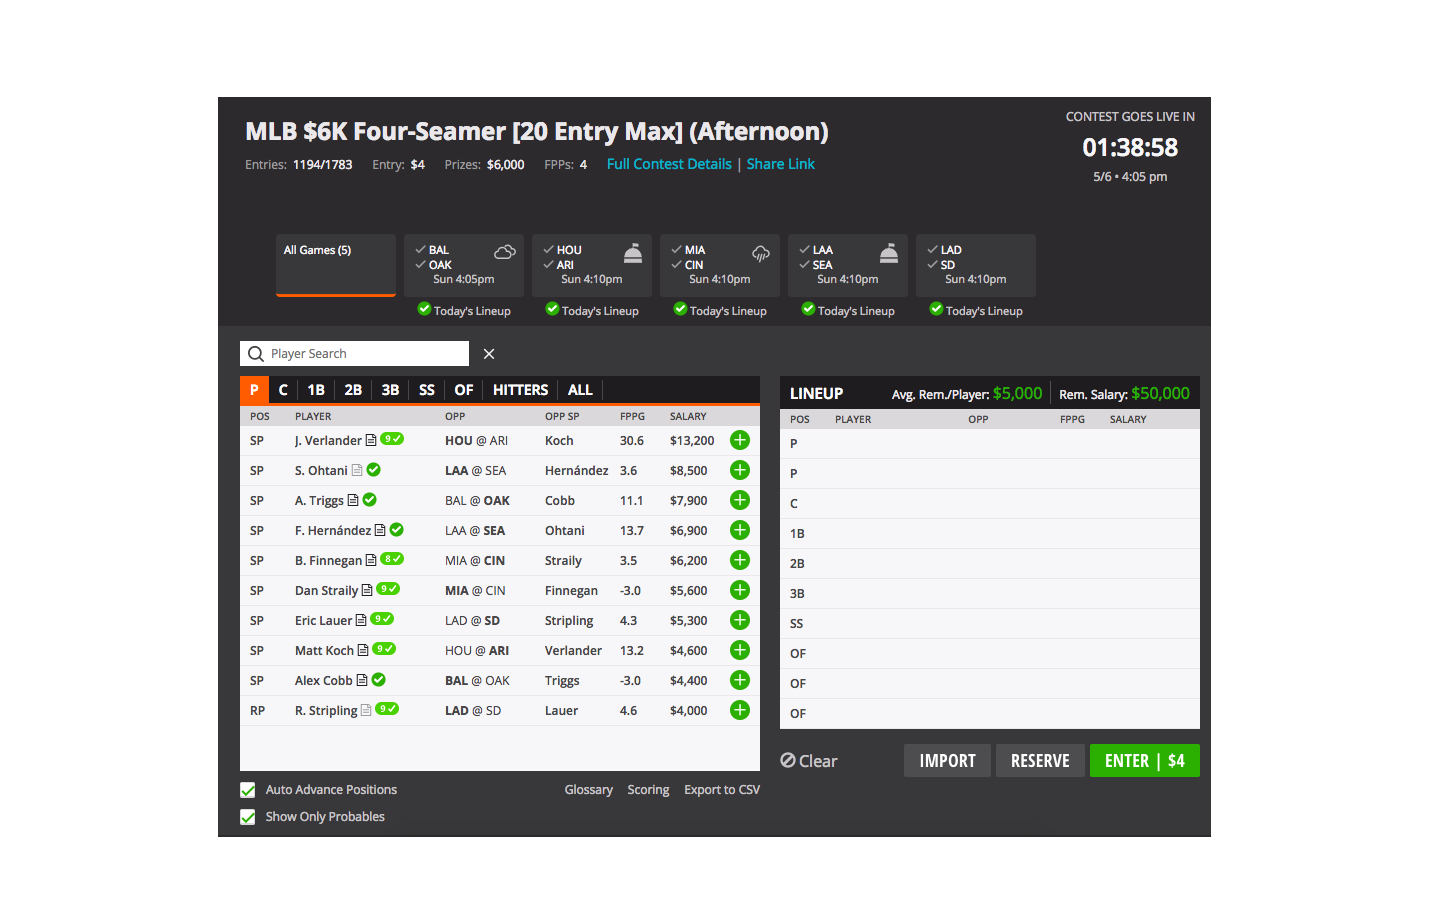 MLB $6K Four-Seamer [20 Entry Max] (Afternoon)
Entries: 1194/1783 Entry: $4 Prizes: $6,000 FPPs: 4 Full Contest Details | Share Link
CONTEST GOES LIVE IN
01:38:58
5/6 • 4:05 pm
All Games (5)
BAL
OAK
Sun 4:05pm
Today's Lineup
HOU
ARI
Sun 4:10pm
Today's Lineup
MIA
CIN
Sun 4:10pm
Today's Lineup
LAA
SEA
Sun 4:10pm
Today's Lineup
LAD
SD
Sun 4:10pm
Today's Lineup
Player Search
P C 1B 2B 3B SS OF HITTERS ALL
POS PLAYER OPP OPP SP FPPG SALARY
SP J. Verlander 9 HOU @ ARI Koch 30.6 $13,200
SP S. Ohtani LAA @ SEA Hernández 3.6 $8,500
SP A. Triggs BAL @ OAK Cobb 11.1 $7,900
SP F. Hernández LAA @ SEA Ohtani 13.7 $6,900
SP B. Finnegan 8 MIA @ CIN Straily 3.5 $6,200
SP Dan Straily 9 MIA @ CIN Finnegan -3.0 $5,600
SP Eric Lauer 9 LAD @ SD Stripling 4.3 $5,300
SP Matt Koch 9 HOU @ ARI Verlander 13.2 $4,600
SP Alex Cobb BAL @ OAK Triggs -3.0 $4,400
RP R. Stripling 9 LAD @ SD Lauer 4.6 $4,000
Auto Advance Positions
Show Only Probables
Glossary Scoring Export to CSV
LINEUP Avg. Rem./Player: $5,000 Rem. Salary: $50,000
POS PLAYER OPP FPPG SALARY
P
P
C
1B
2B
3B
SS
OF
OF
OF
Clear IMPORT RESERVE ENTER | $4